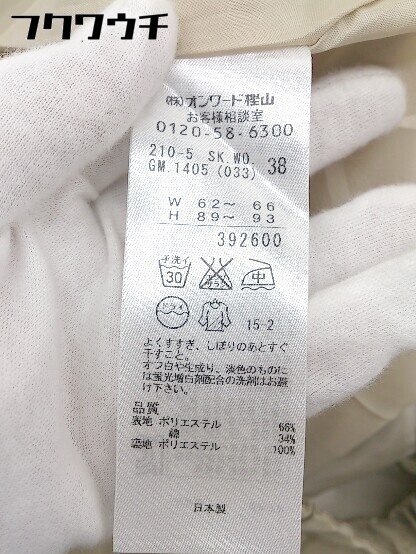 フクワウチ
㈱オンワード樫山
お客様相談室
0120-58-6300
210-5 SK.WO. 38
GM.1405 (033)
W 62～ 66
H 89～ 93
392600
手洗イ
30
中
15-2
よくすすぎ、しぼりのあとすぐ
干すこと。
オフ白や生成り、淡色のものに
は蛍光増白剤配合の洗剤はお避
け下さい。
品質
表地 ポリエステル 66%
綿 34%
裏地 ポリエステル 100%
日本製